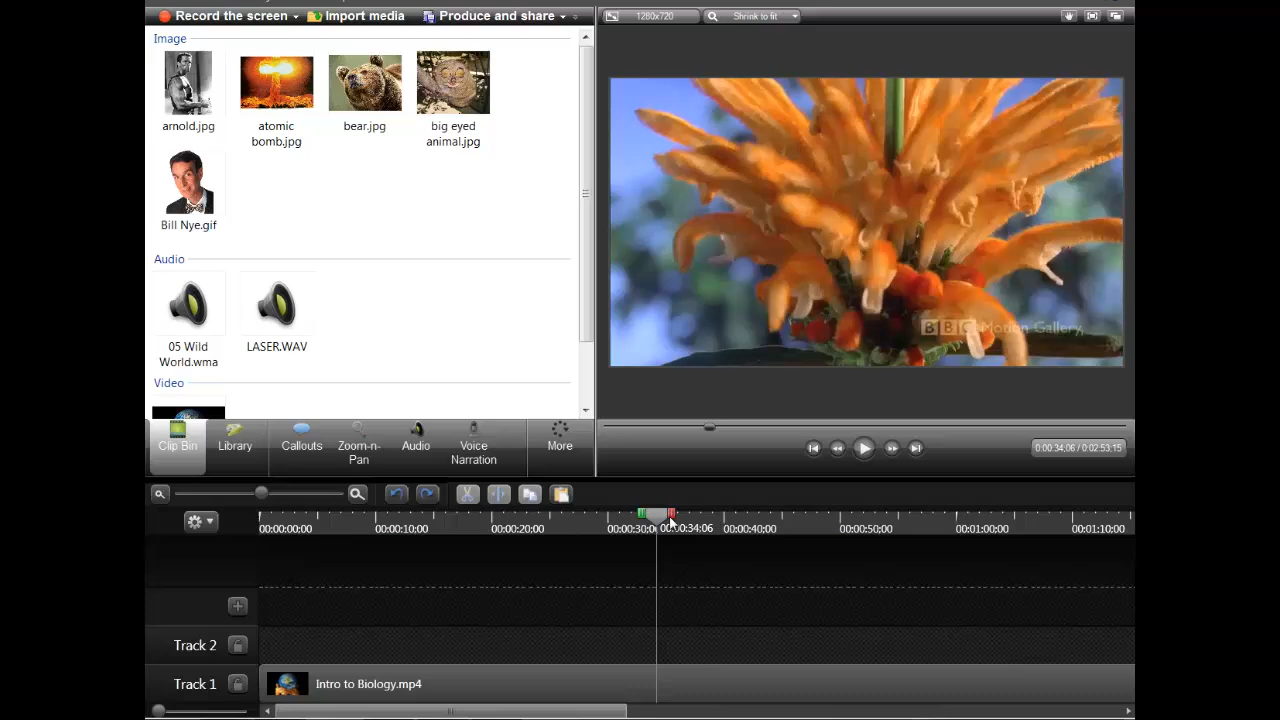 Record the screen
Import media
Produce and share
1280x720
Shrink to fit
Image
arnold.jpg
atomic
bomb.jpg
bear.jpg
big eyed
animal.jpg
Bill Nye.gif
Audio
05 Wild
World.wma
LASER.WAV
Video
BBC Motion Gallery
Clip Bin
Library
Callouts
Zoom-n-
Pan
Audio
Voice
Narration
More
0:00:34;06 / 0:02:53;15
00:00:00;00
00:00:10;00
00:00:20;00
00:00:30;0
00:00:34;06
00:00:40;00
00:00:50;00
00:01:00;00
00:01:10;00
Track 2
Track 1
Intro to Biology.mp4